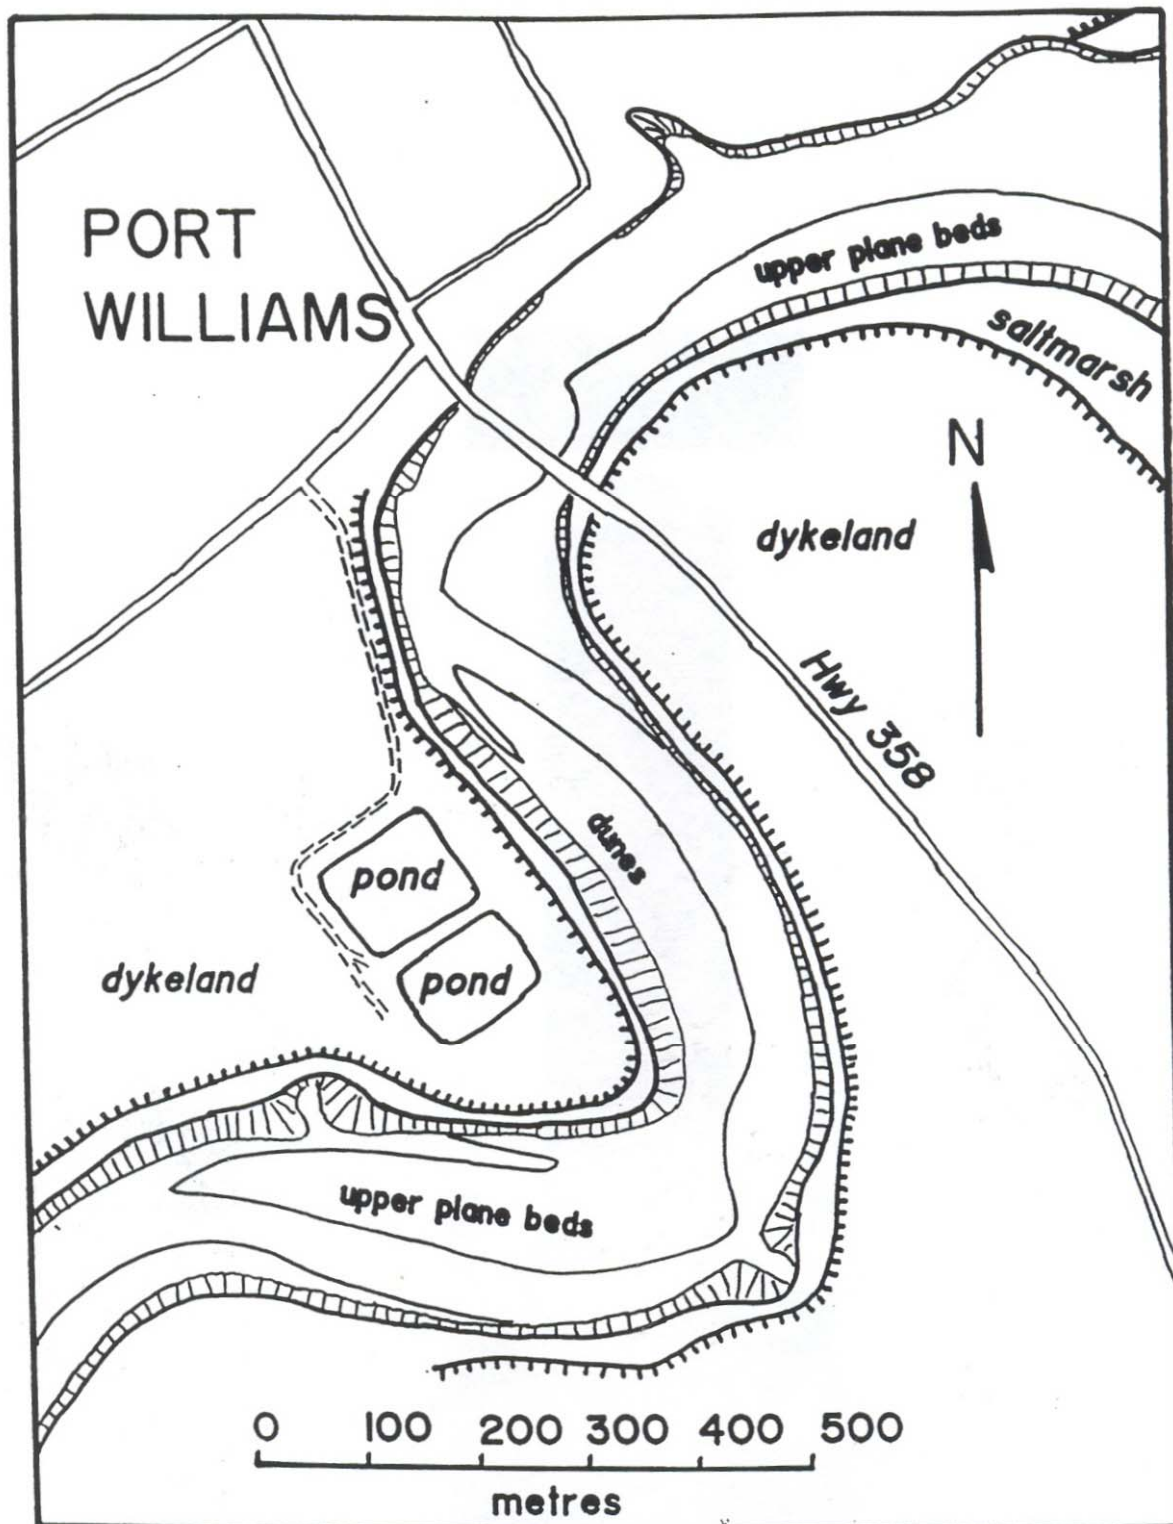 PORT
WILLIAMS
upper plane beds
saltmarsh
N
dykeland
Hwy 358
dunes
pond
pond
dykeland
upper plane beds
0 100 200 300 400 500
metres